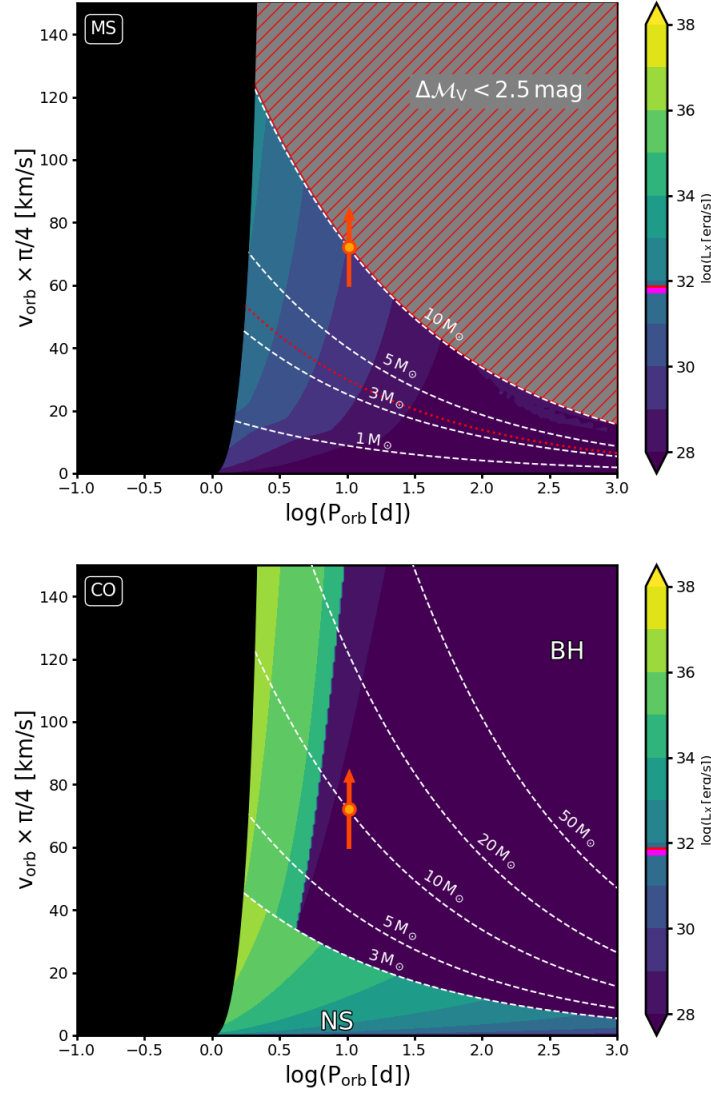 MS
ΔM_V < 2.5 mag
10 M⊙
5 M⊙
3 M⊙
1 M⊙
140
120
100
80
60
40
20
0
v_orb × π/4 [km/s]
−1.0 −0.5 0.0 0.5 1.0 1.5 2.0 2.5 3.0
log(P_orb [d])
38
36
34
32
30
28
log(L_X [erg/s])
CO
BH
NS
50 M⊙
20 M⊙
10 M⊙
5 M⊙
3 M⊙
140
120
100
80
60
40
20
0
v_orb × π/4 [km/s]
−1.0 −0.5 0.0 0.5 1.0 1.5 2.0 2.5 3.0
log(P_orb [d])
38
36
34
32
30
28
log(L_X [erg/s])